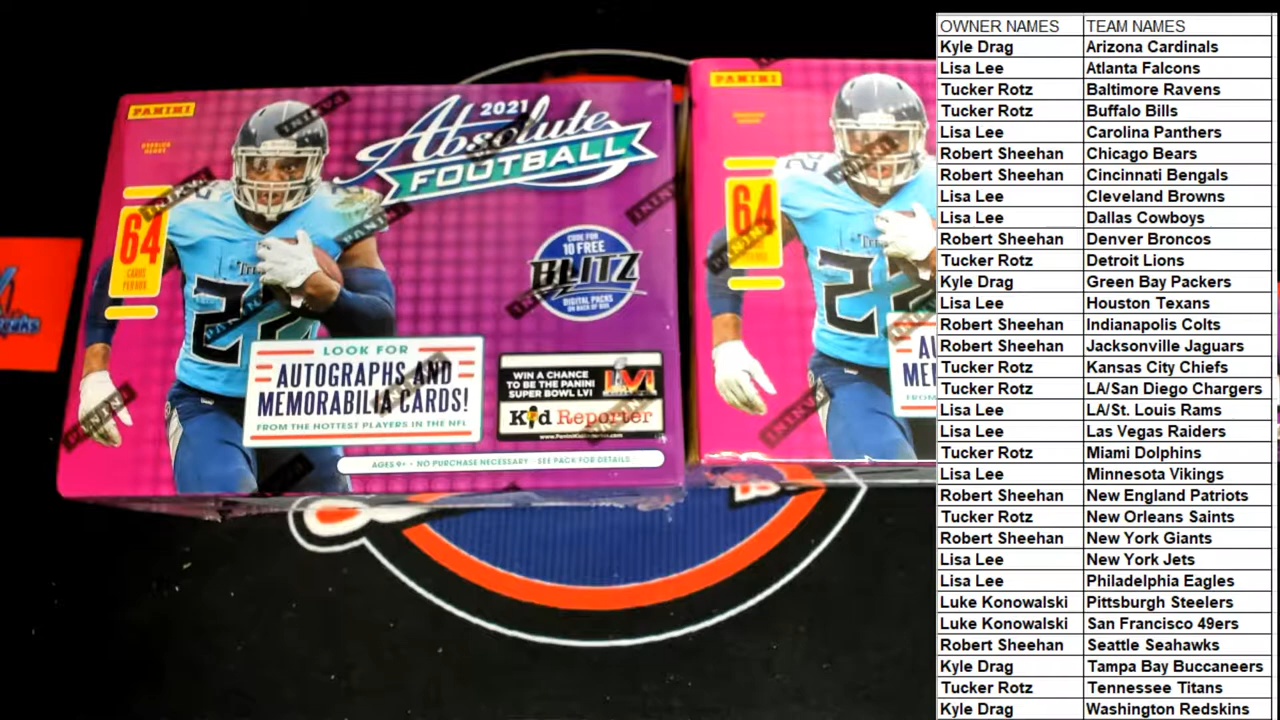 PANINI
2021
Absolute
FOOTBALL
DERRICK
HENRY
64
CARDS
PER BOX
CODE FOR
10 FREE
BLITZ
DIGITAL PACKS
ON BACK OF BOX
LOOK FOR
AUTOGRAPHS AND
MEMORABILIA CARDS!
FROM THE HOTTEST PLAYERS IN THE NFL
WIN A CHANCE
TO BE THE PANINI
SUPER BOWL LVI
LVI
Kid Reporter
AGES 9+ • NO PURCHASE NECESSARY • SEE PACK FOR DETAILS.
PANINI
64
OWNER NAMES TEAM NAMES
Kyle Drag Arizona Cardinals
Lisa Lee Atlanta Falcons
Tucker Rotz Baltimore Ravens
Tucker Rotz Buffalo Bills
Lisa Lee Carolina Panthers
Robert Sheehan Chicago Bears
Robert Sheehan Cincinnati Bengals
Lisa Lee Cleveland Browns
Lisa Lee Dallas Cowboys
Robert Sheehan Denver Broncos
Tucker Rotz Detroit Lions
Kyle Drag Green Bay Packers
Lisa Lee Houston Texans
Robert Sheehan Indianapolis Colts
Robert Sheehan Jacksonville Jaguars
Tucker Rotz Kansas City Chiefs
Tucker Rotz LA/San Diego Chargers
Lisa Lee LA/St. Louis Rams
Lisa Lee Las Vegas Raiders
Tucker Rotz Miami Dolphins
Lisa Lee Minnesota Vikings
Robert Sheehan New England Patriots
Tucker Rotz New Orleans Saints
Robert Sheehan New York Giants
Lisa Lee New York Jets
Lisa Lee Philadelphia Eagles
Luke Konowalski Pittsburgh Steelers
Luke Konowalski San Francisco 49ers
Robert Sheehan Seattle Seahawks
Kyle Drag Tampa Bay Buccaneers
Tucker Rotz Tennessee Titans
Kyle Drag Washington Redskins